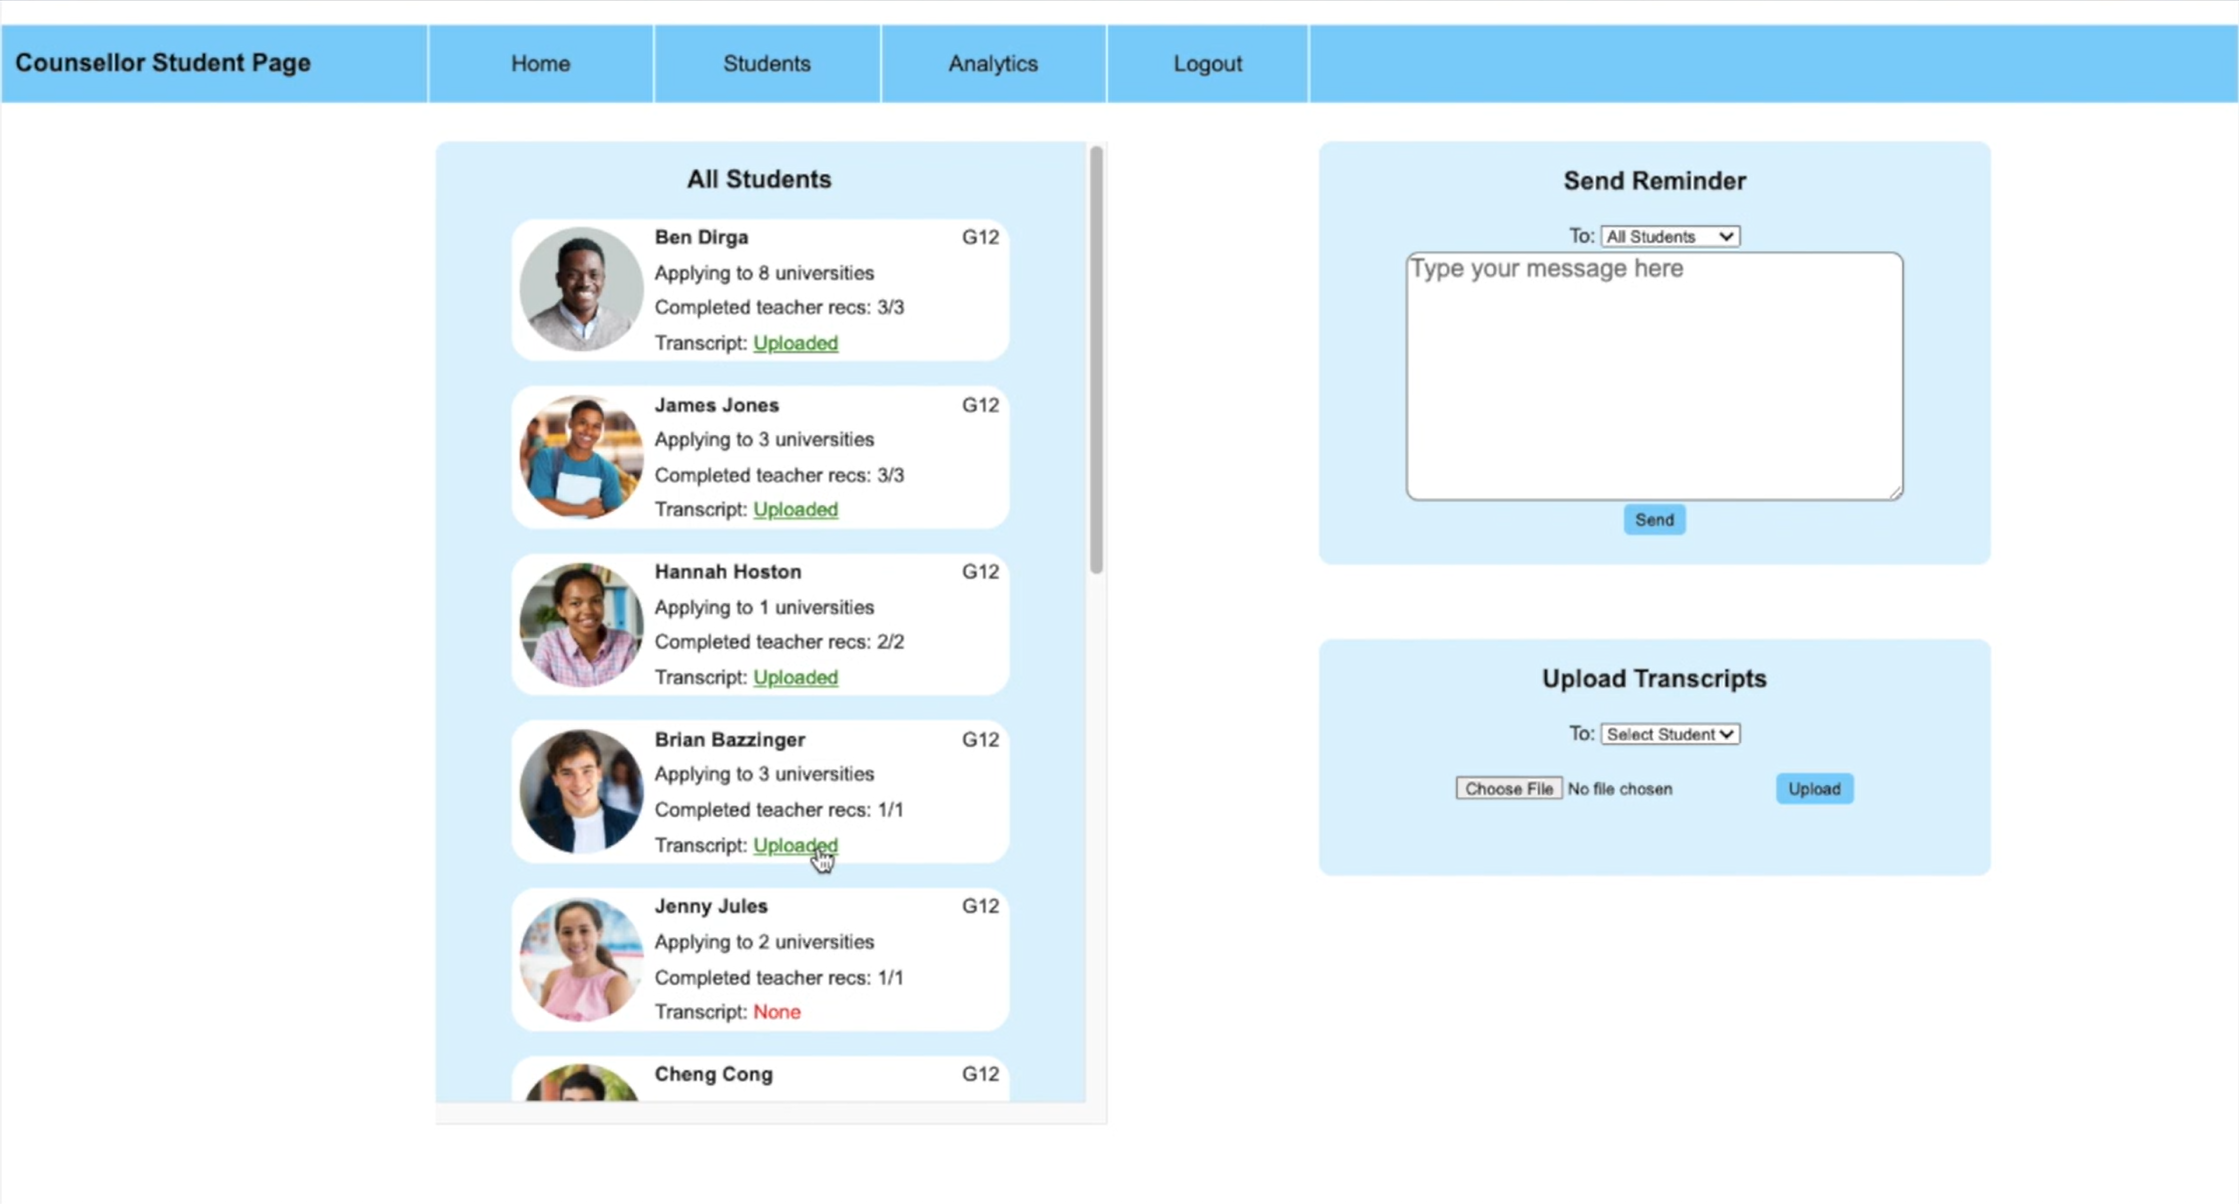 Counsellor Student Page
Home
Students
Analytics
Logout
All Students
Ben Dirga
G12
Applying to 8 universities
Completed teacher recs: 3/3
Transcript: Uploaded
James Jones
G12
Applying to 3 universities
Completed teacher recs: 3/3
Transcript: Uploaded
Hannah Hoston
G12
Applying to 1 universities
Completed teacher recs: 2/2
Transcript: Uploaded
Brian Bazzinger
G12
Applying to 3 universities
Completed teacher recs: 1/1
Transcript: Uploaded
Jenny Jules
G12
Applying to 2 universities
Completed teacher recs: 1/1
Transcript: None
Cheng Cong
G12
Send Reminder
To: All Students
Type your message here
Send
Upload Transcripts
To: Select Student
Choose File No file chosen
Upload